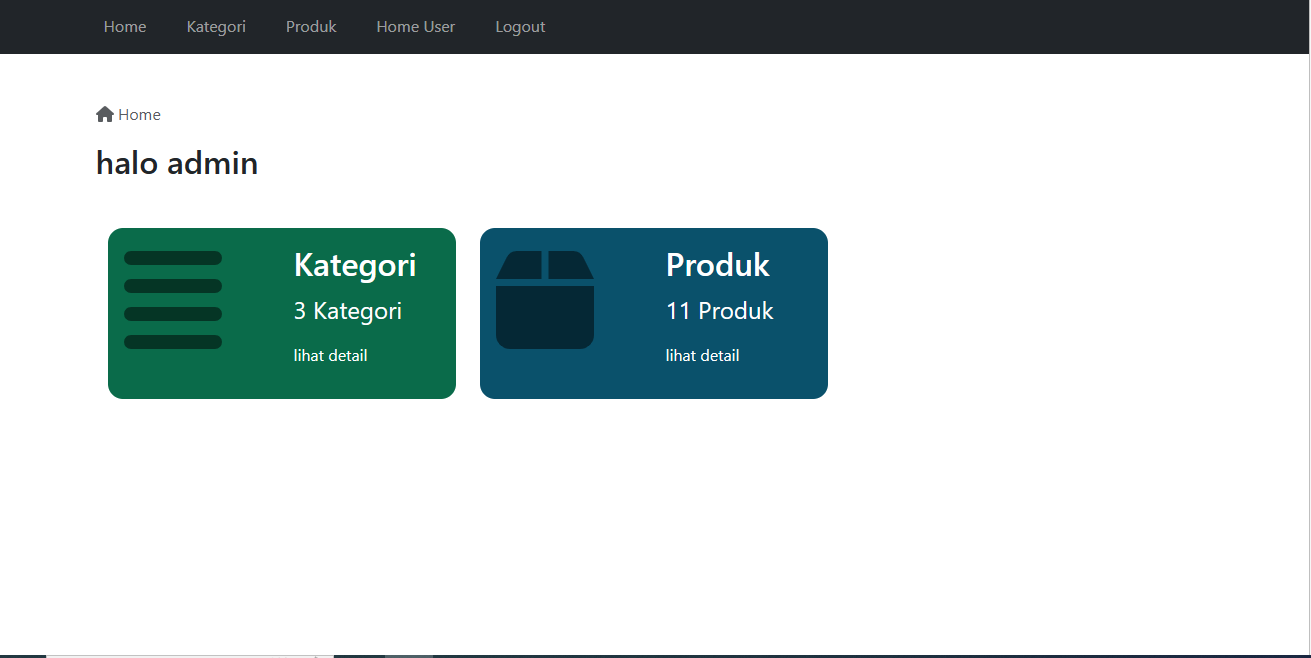 Home Kategori Produk Home User Logout
Home
halo admin
Kategori
3 Kategori
lihat detail
Produk
11 Produk
lihat detail